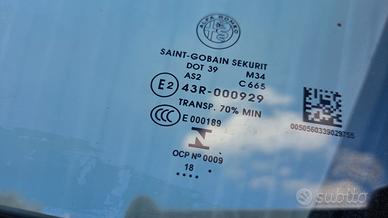 ALFA ROMEO
SAINT-GOBAIN SEKURIT
DOT 39 M34
AS2 C665
E2 43R-000929
TRANSP. 70% MIN
CCC E 000189
OCP Nº 0009
18
....
0050560339029755
subito